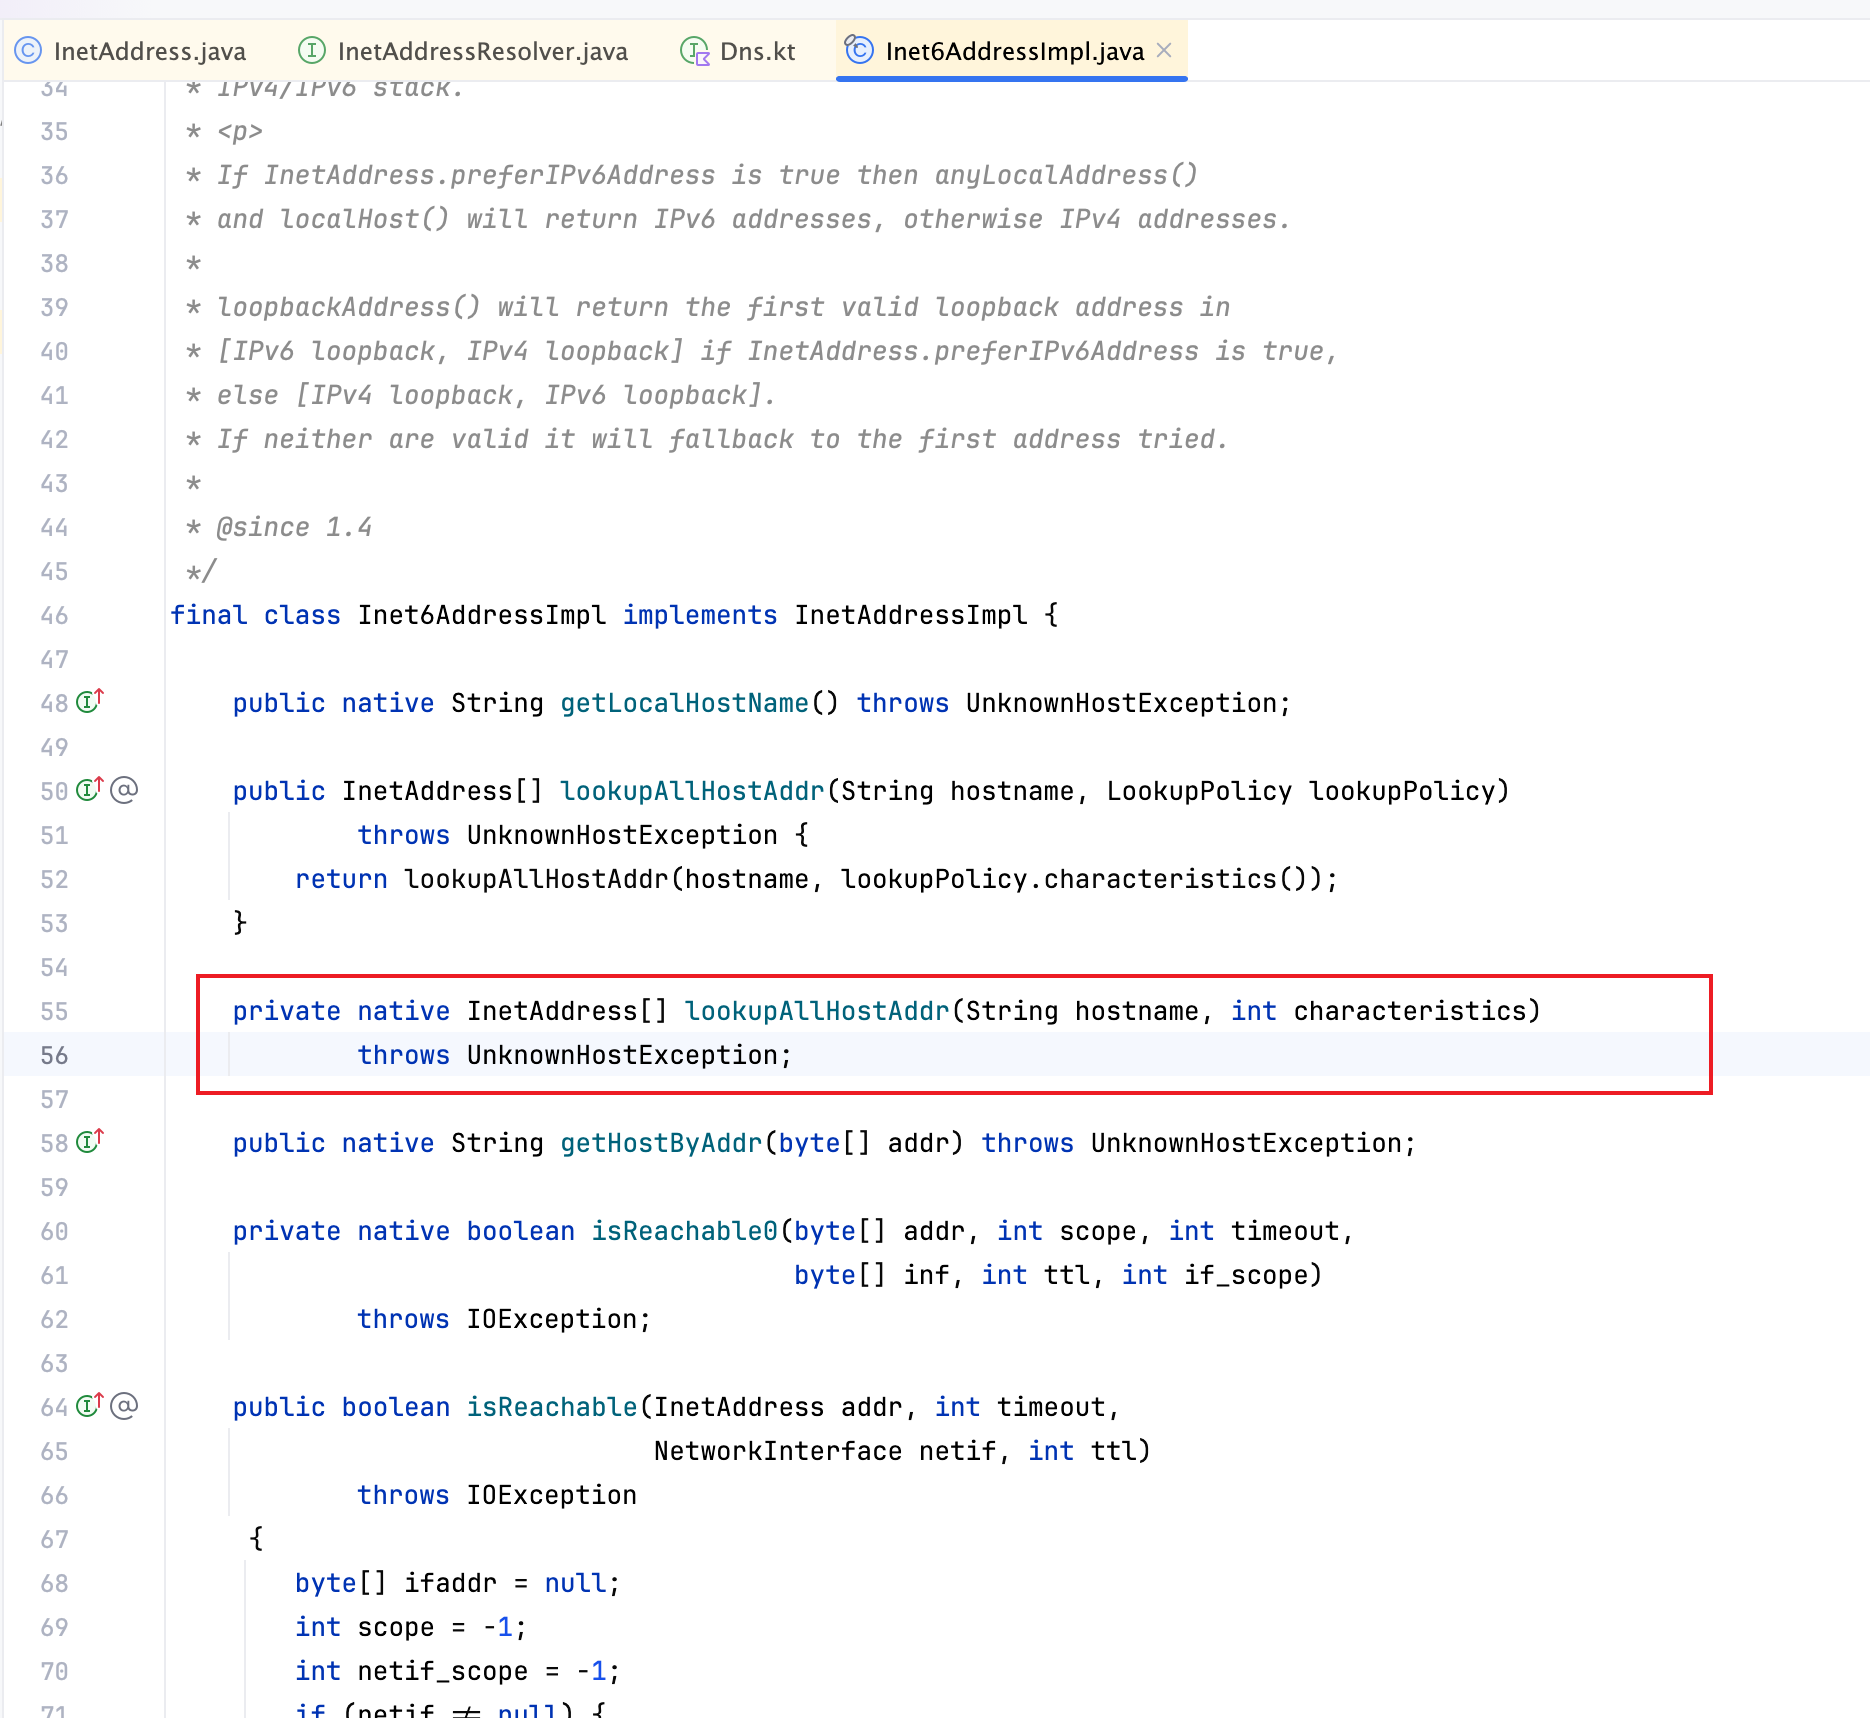 InetAddress.java InetAddressResolver.java Dns.kt Inet6AddressImpl.java
34 * IPv4/IPv6 stack.
35 * <p>
36 * If InetAddress.preferIPv6Address is true then anyLocalAddress()
37 * and localHost() will return IPv6 addresses, otherwise IPv4 addresses.
38 *
39 * loopbackAddress() will return the first valid loopback address in
40 * [IPv6 loopback, IPv4 loopback] if InetAddress.preferIPv6Address is true,
41 * else [IPv4 loopback, IPv6 loopback].
42 * If neither are valid it will fallback to the first address tried.
43 *
44 * @since 1.4
45 */
46 final class Inet6AddressImpl implements InetAddressImpl {
47
48 public native String getLocalHostName() throws UnknownHostException;
49
50 public InetAddress[] lookupAllHostAddr(String hostname, LookupPolicy lookupPolicy)
51 throws UnknownHostException {
52 return lookupAllHostAddr(hostname, lookupPolicy.characteristics());
53 }
54
55 private native InetAddress[] lookupAllHostAddr(String hostname, int characteristics)
56 throws UnknownHostException;
57
58 public native String getHostByAddr(byte[] addr) throws UnknownHostException;
59
60 private native boolean isReachable0(byte[] addr, int scope, int timeout,
61 byte[] inf, int ttl, int if_scope)
62 throws IOException;
63
64 public boolean isReachable(InetAddress addr, int timeout,
65 NetworkInterface netif, int ttl)
66 throws IOException
67 {
68 byte[] ifaddr = null;
69 int scope = -1;
70 int netif_scope = -1;
71 if (netif != null) {